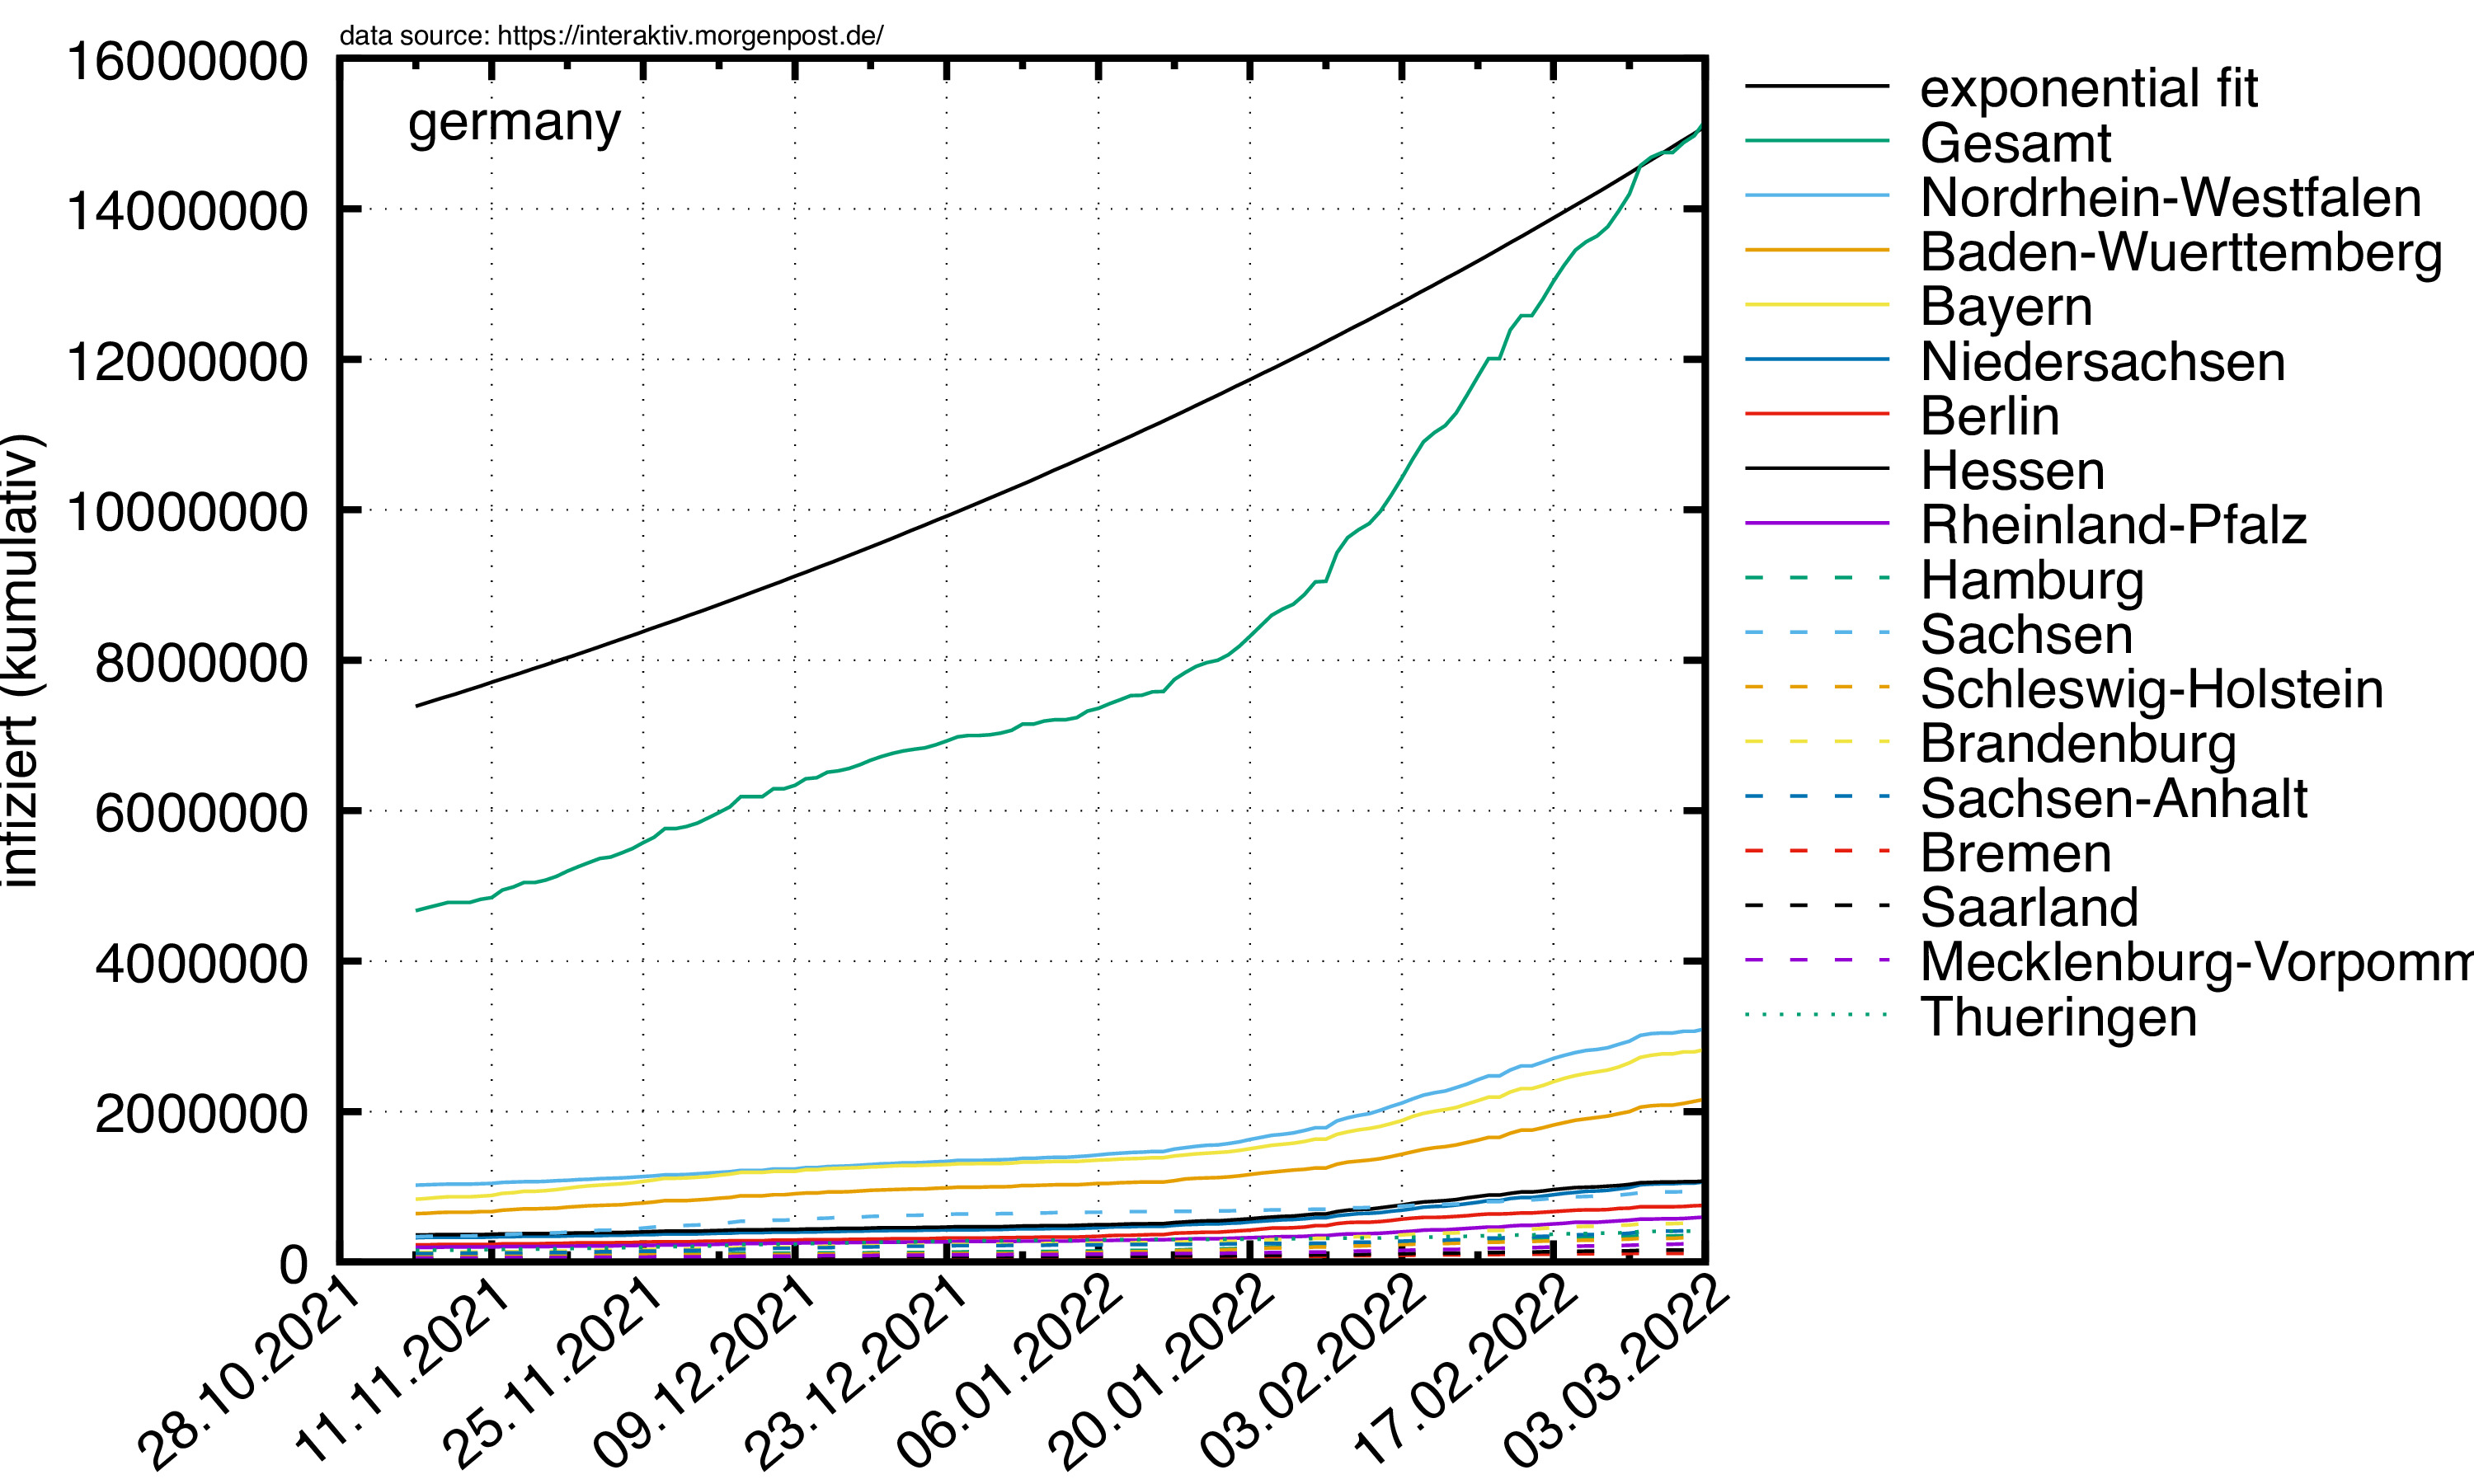 data source: https://interaktiv.morgenpost.de/
germany
infiziert (kumulativ)
16000000
14000000
12000000
10000000
8000000
6000000
4000000
2000000
0
28.10.2021
11.11.2021
25.11.2021
09.12.2021
23.12.2021
06.01.2022
20.01.2022
03.02.2022
17.02.2022
03.03.2022
exponential fit
Gesamt
Nordrhein-Westfalen
Baden-Wuerttemberg
Bayern
Niedersachsen
Berlin
Hessen
Rheinland-Pfalz
Hamburg
Sachsen
Schleswig-Holstein
Brandenburg
Sachsen-Anhalt
Bremen
Saarland
Mecklenburg-Vorpomm
Thueringen